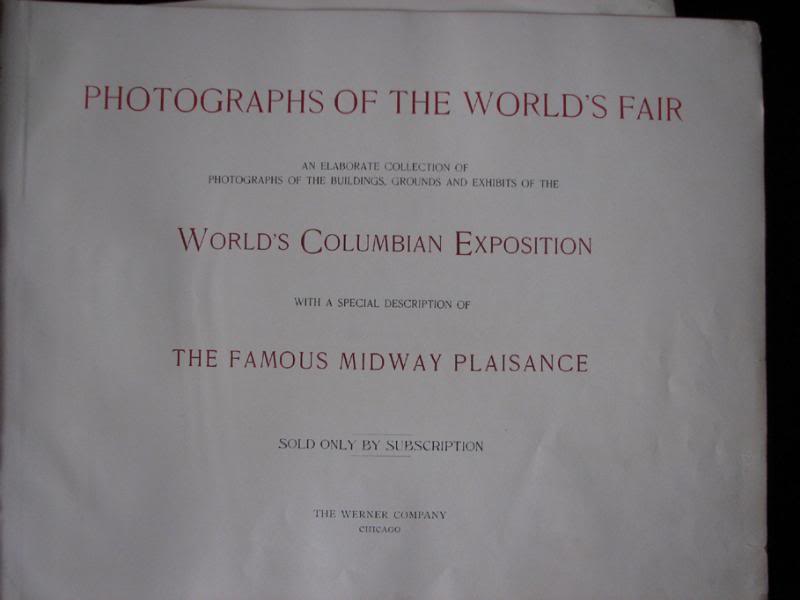 PHOTOGRAPHS OF THE WORLD'S FAIR
AN ELABORATE COLLECTION OF
PHOTOGRAPHS OF THE BUILDINGS, GROUNDS AND EXHIBITS OF THE
WORLD'S COLUMBIAN EXPOSITION
WITH A SPECIAL DESCRIPTION OF
THE FAMOUS MIDWAY PLAISANCE
SOLD ONLY BY SUBSCRIPTION
THE WERNER COMPANY
CHICAGO